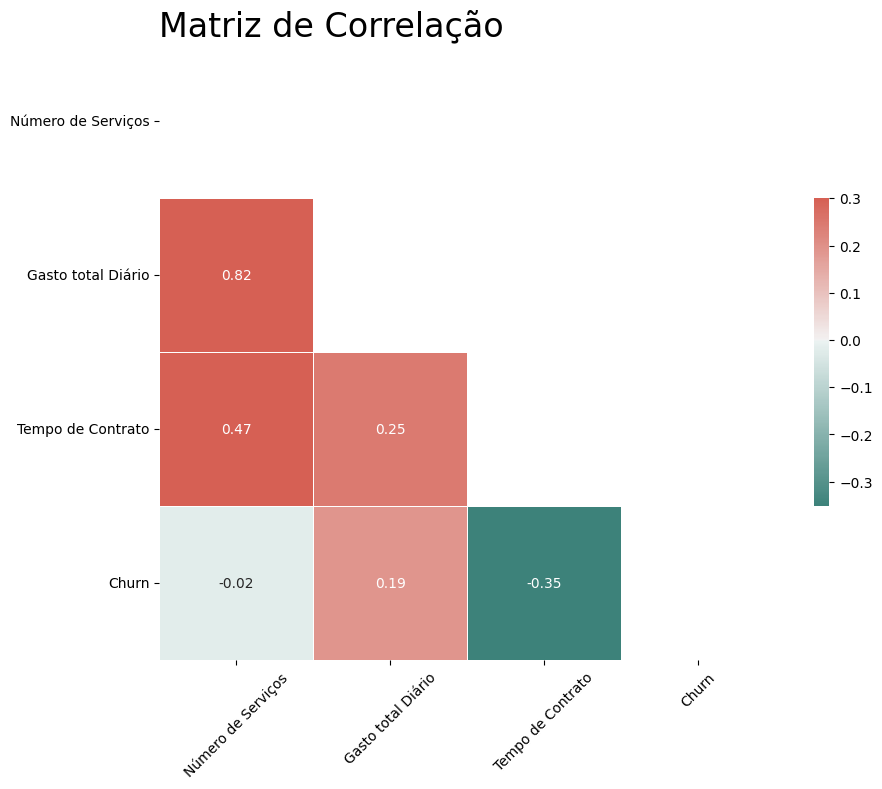 Matriz de Correlação
Número de Serviços
Gasto total Diário
0.82
Tempo de Contrato
0.47
0.25
Churn
-0.02
0.19
-0.35
Número de Serviços
Gasto total Diário
Tempo de Contrato
Churn
0.3
0.2
0.1
0.0
−0.1
−0.2
−0.3